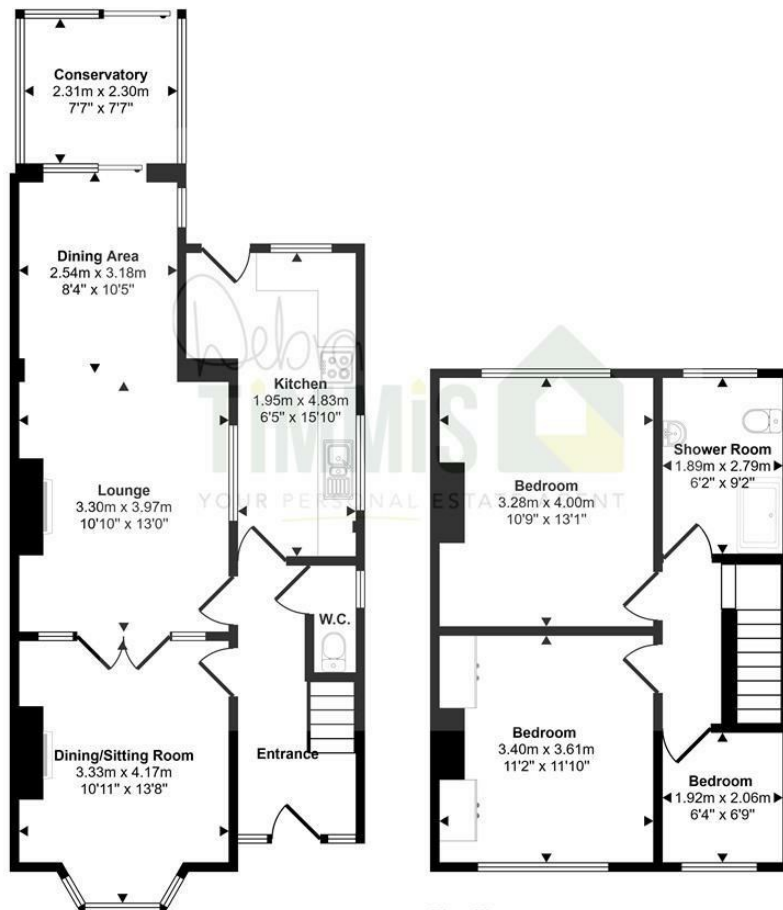 Conservatory
2.31m x 2.30m
7'7" x 7'7"
Dining Area
2.54m x 3.18m
8'4" x 10'5"
Kitchen
1.95m x 4.83m
6'5" x 15'10"
Lounge
3.30m x 3.97m
10'10" x 13'0"
W.C.
Dining/Sitting Room
3.33m x 4.17m
10'11" x 13'8"
Entrance
Bedroom
3.28m x 4.00m
10'9" x 13'1"
Shower Room
1.89m x 2.79m
6'2" x 9'2"
Bedroom
3.40m x 3.61m
11'2" x 11'10"
Bedroom
1.92m x 2.06m
6'4" x 6'9"
Debra
TiMMiS
YOUR PERSONAL ESTATE AGENT